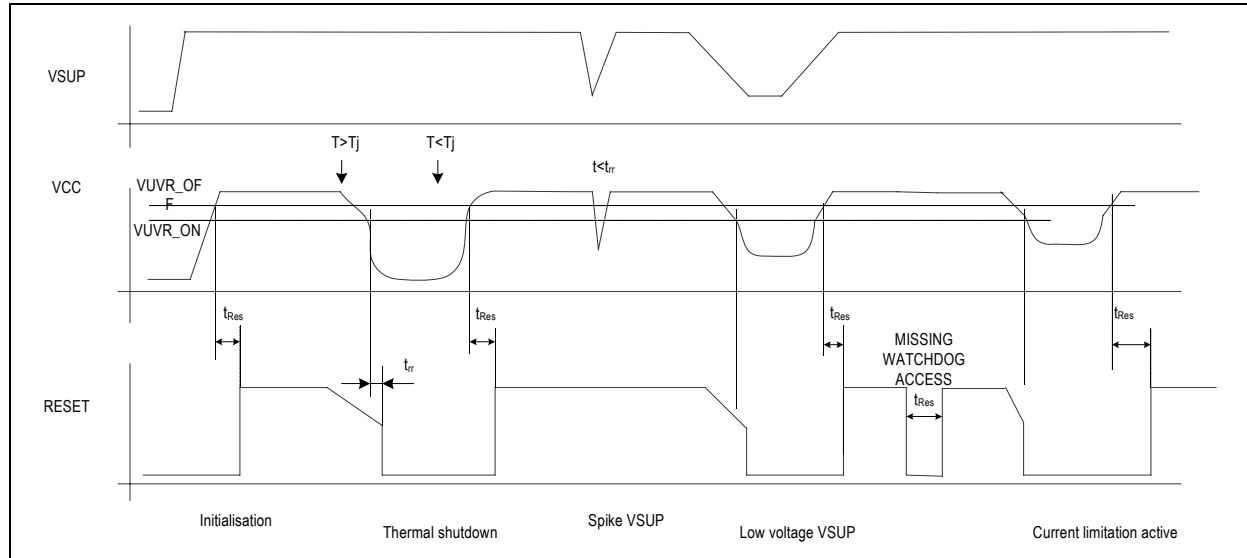 VSUP
T>Tj
T<Tj
t<trr
VCC
VUVR_OF
F
VUVR_ON
tRes
tRes
tRes
tRes
MISSING
WATCHDOG
ACCESS
trr
tRes
RESET
Initialisation
Thermal shutdown
Spike VSUP
Low voltage VSUP
Current limitation active